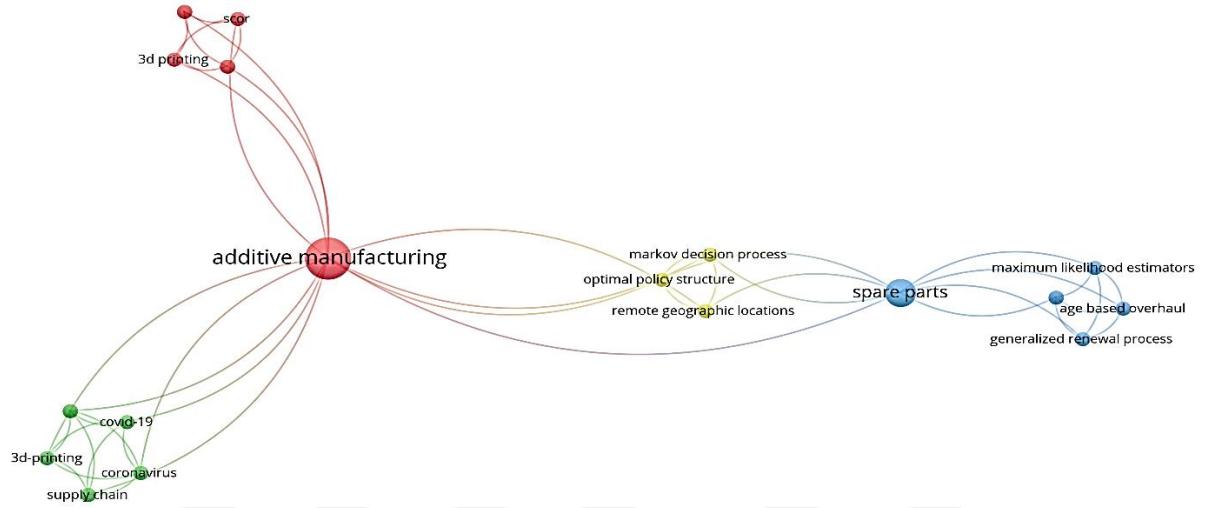 scor
3d printing
additive manufacturing
markov decision process
optimal policy structure
remote geographic locations
spare parts
maximum likelihood estimators
age based overhaul
generalized renewal process
covid-19
3d-printing
coronavirus
supply chain